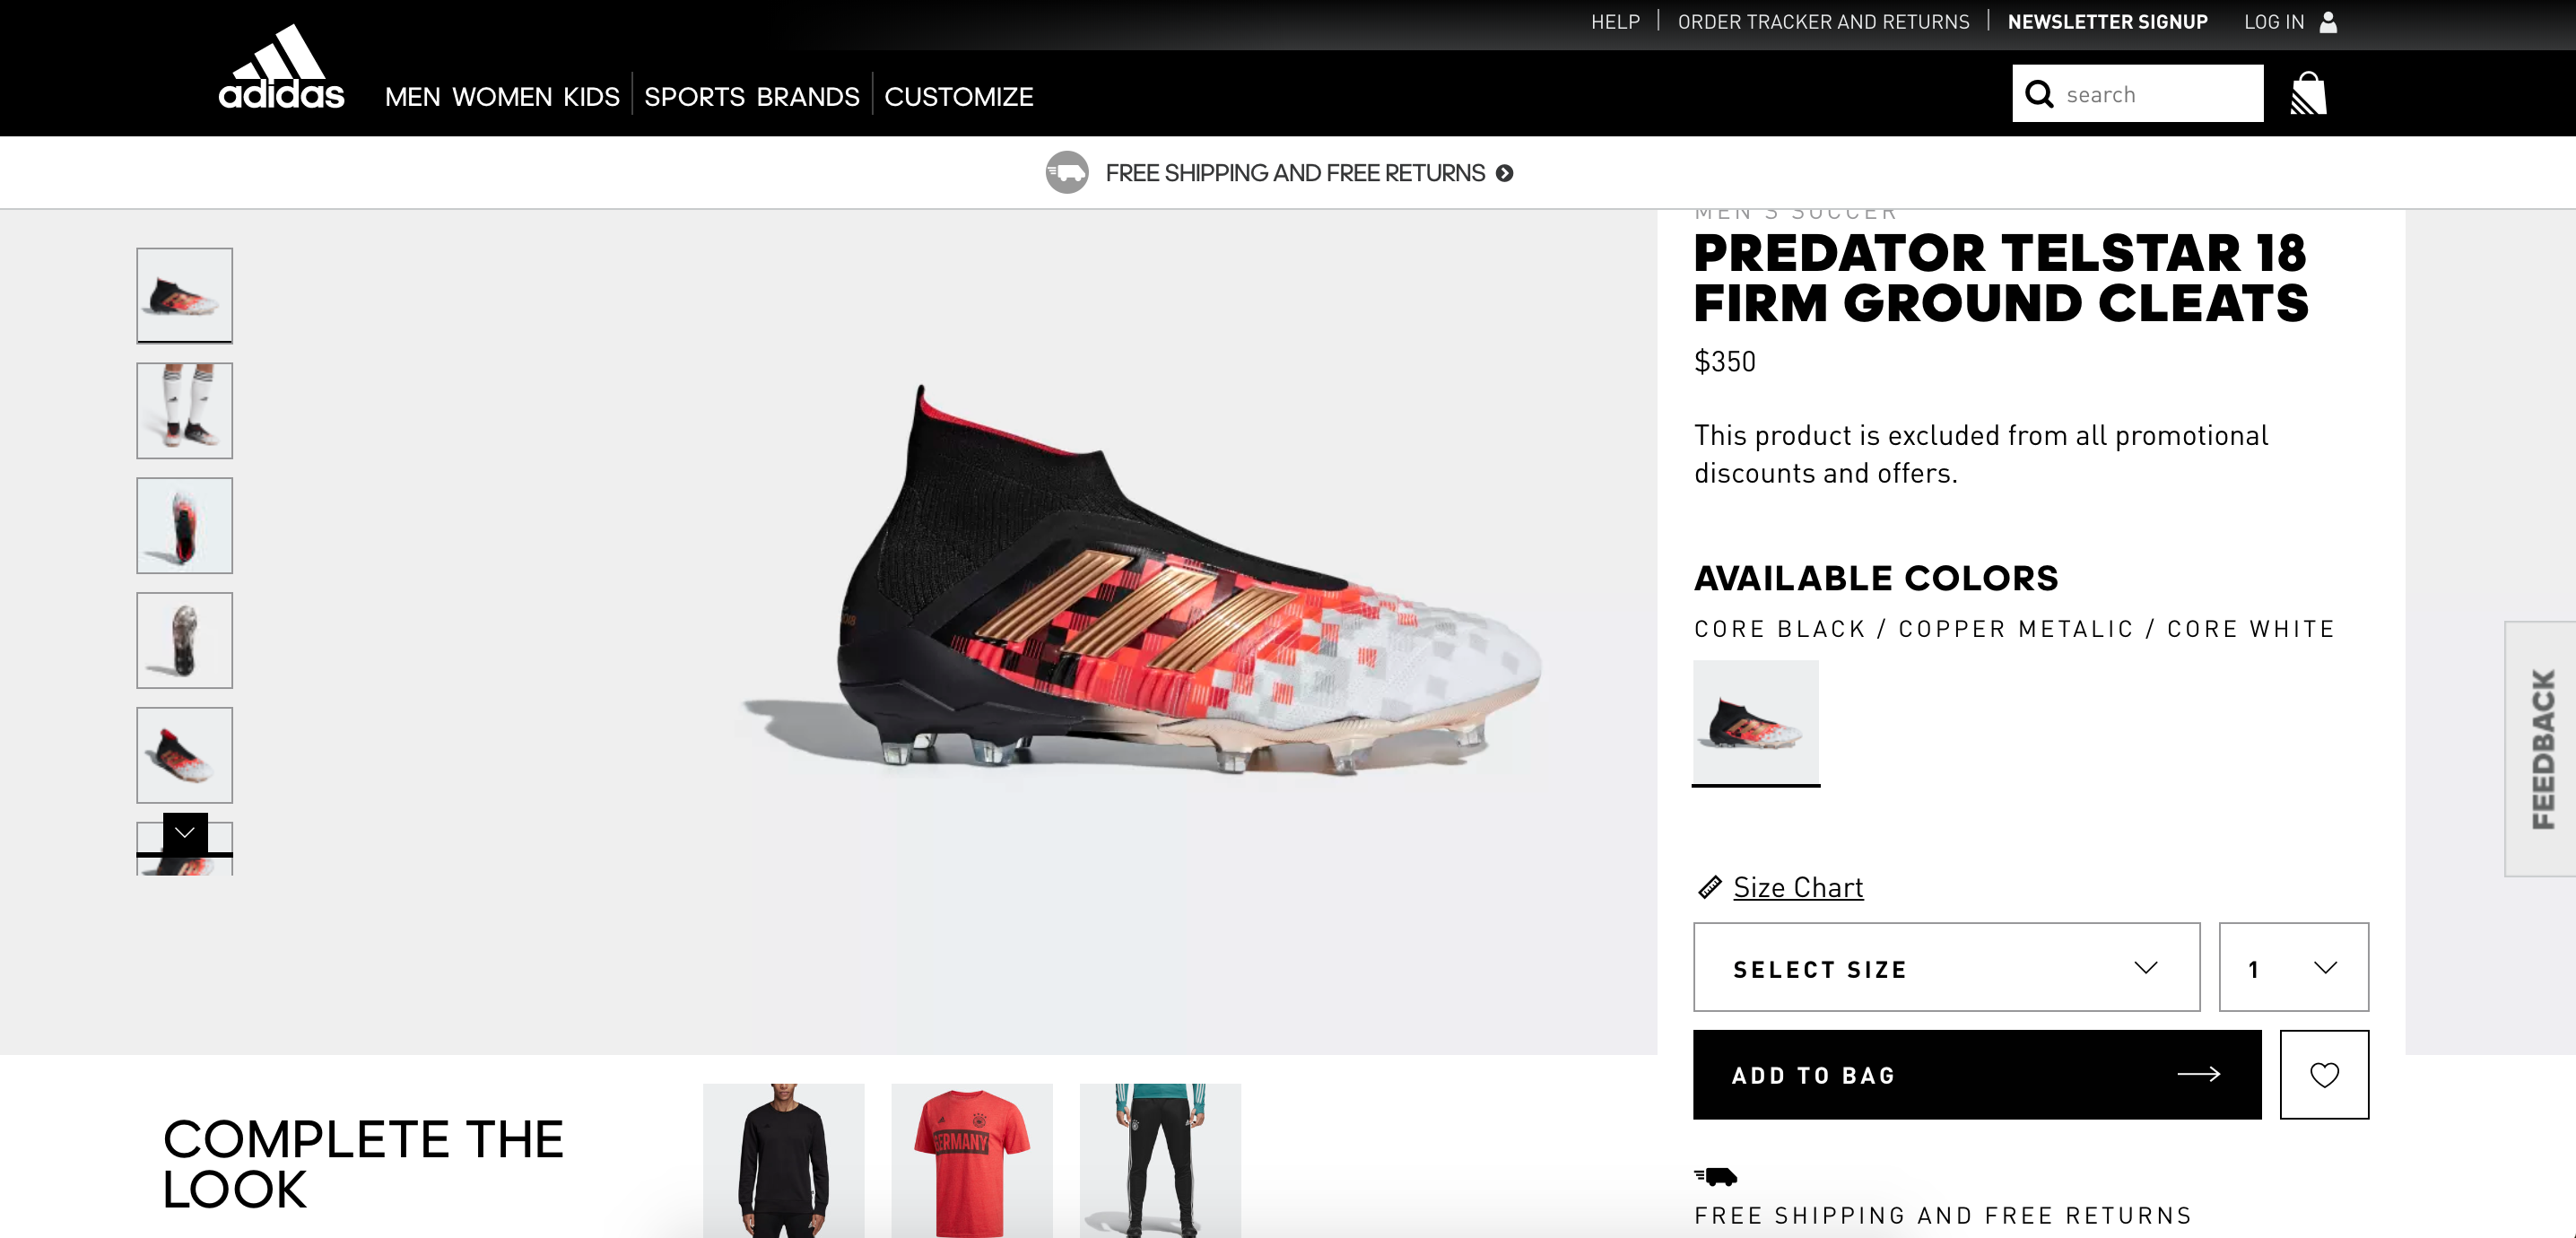 HELP
ORDER TRACKER AND RETURNS
NEWSLETTER SIGNUP
LOG IN
adidas
MEN WOMEN KIDS SPORTS BRANDS CUSTOMIZE
search
FREE SHIPPING AND FREE RETURNS
MEN'S SOCCER
PREDATOR TELSTAR 18
FIRM GROUND CLEATS
$350
This product is excluded from all promotional
discounts and offers.
AVAILABLE COLORS
CORE BLACK / COPPER METALIC / CORE WHITE
Size Chart
SELECT SIZE
1
ADD TO BAG
FREE SHIPPING AND FREE RETURNS
FEEDBACK
COMPLETE THE
LOOK
GERMANY